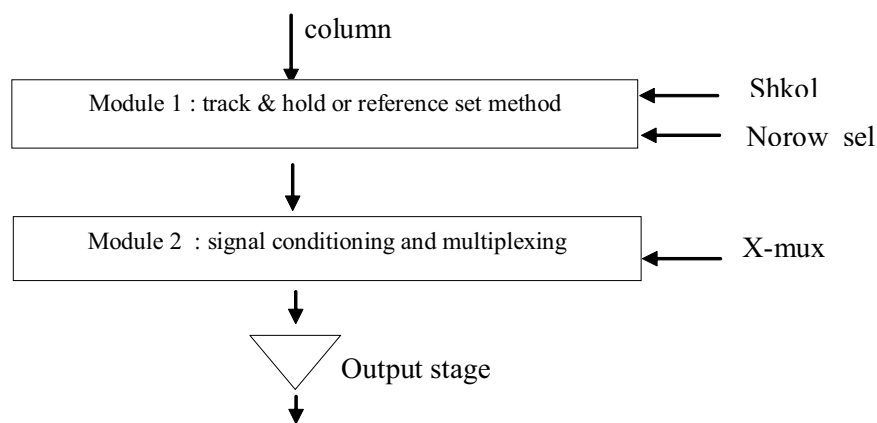 column
Module 1 : track & hold or reference set method
Shkol
Norow sel
Module 2 : signal conditioning and multiplexing
X-mux
Output stage